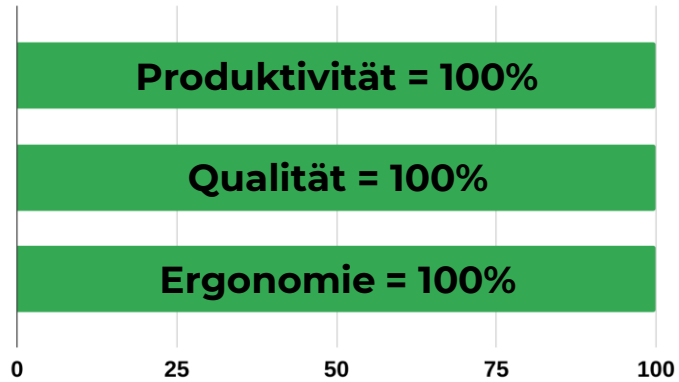 Produktivität = 100%
Qualität = 100%
Ergonomie = 100%
0 25 50 75 100